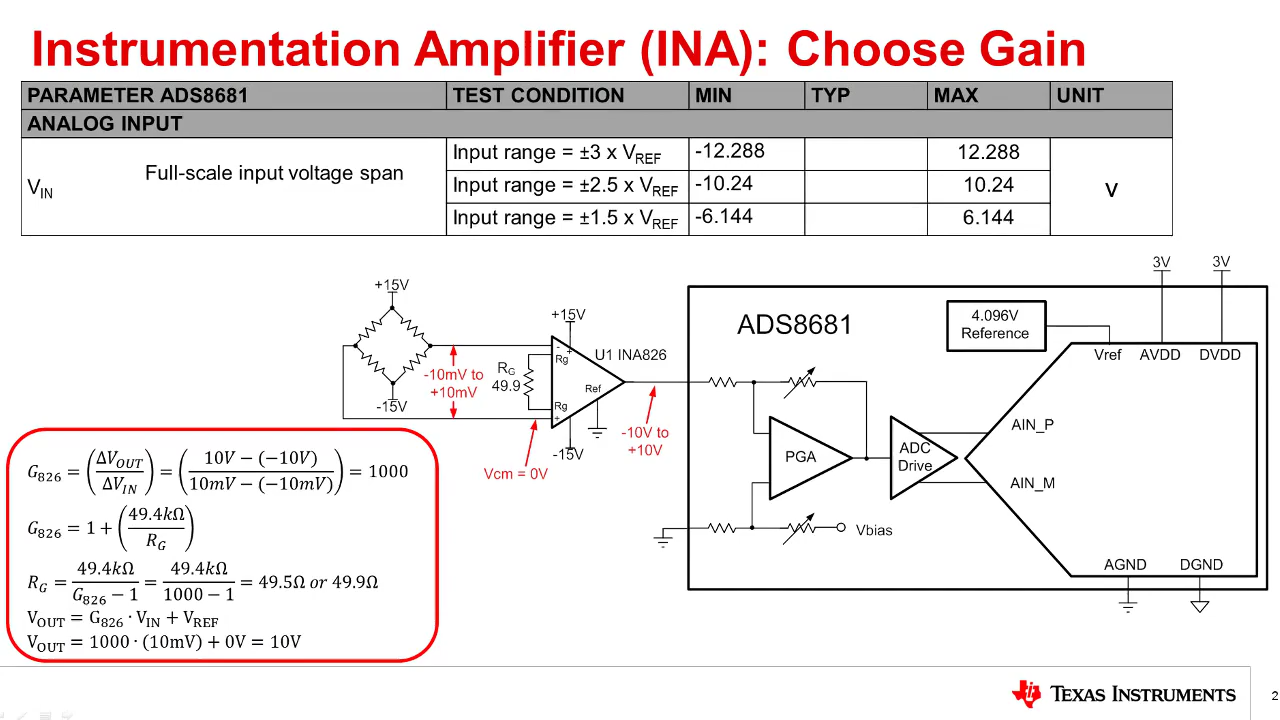 Instrumentation Amplifier (INA): Choose Gain
PARAMETER ADS8681 TEST CONDITION MIN TYP MAX UNIT
ANALOG INPUT
V_IN Full-scale input voltage span
Input range = ±3 x V_REF -12.288 12.288
Input range = ±2.5 x V_REF -10.24 10.24
Input range = ±1.5 x V_REF -6.144 6.144
V
+15V
-15V
-10mV to
+10mV
R_G
49.9
+15V
U1 INA826
-
+
Rg
Ref
Rg
+
-
-15V
Vcm = 0V
-10V to
+10V
ADS8681
4.096V
Reference
3V
3V
Vref AVDD DVDD
PGA
ADC
Drive
AIN_P
AIN_M
Vbias
AGND DGND
G_826 = (ΔV_OUT / ΔV_IN) = (10V − (−10V) / 10mV − (−10mV)) = 1000
G_826 = 1 + (49.4kΩ / R_G)
R_G = 49.4kΩ / G_826 − 1 = 49.4kΩ / 1000 − 1 = 49.5Ω or 49.9Ω
V_OUT = G_826 · V_IN + V_REF
V_OUT = 1000 · (10mV) + 0V = 10V
TEXAS INSTRUMENTS
2